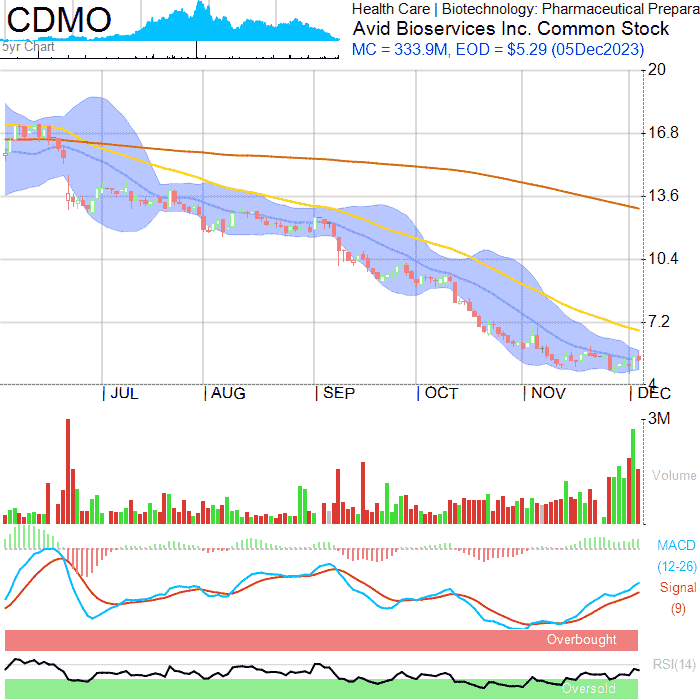 CDMO
5yr Chart
Health Care | Biotechnology: Pharmaceutical Prepara
Avid Bioservices Inc. Common Stock
MC = 333.9M, EOD = $5.29 (05Dec2023)
20
16.8
13.6
10.4
7.2
4
JUL
AUG
SEP
OCT
NOV
DEC
3M
Volume
MACD
(12-26)
Signal
(9)
Overbought
RSI(14)
Oversold